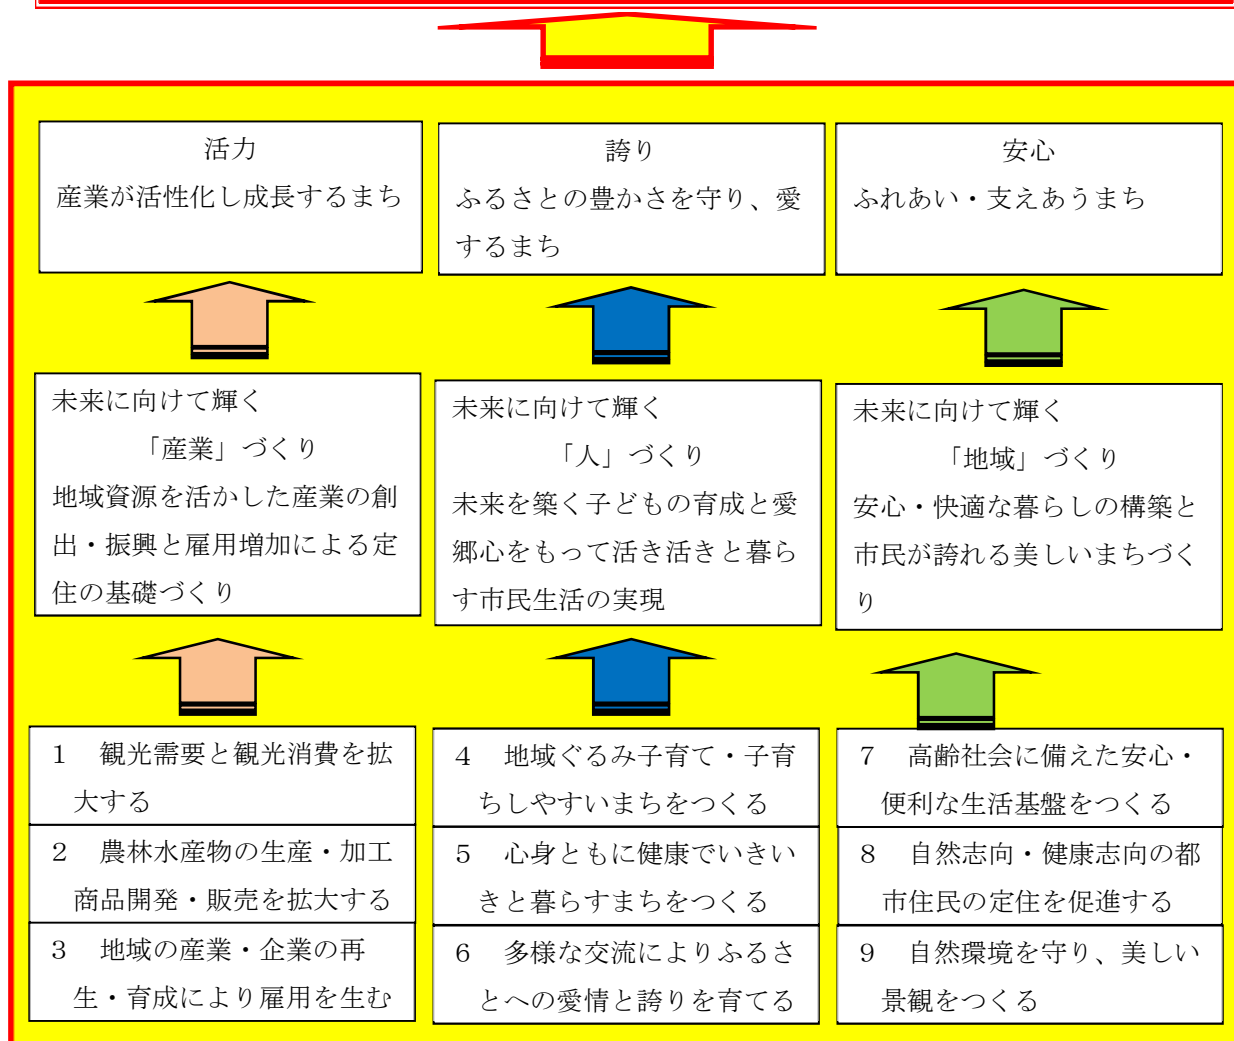 活力
産業が活性化し成長するまち
誇り
ふるさとの豊かさを守り、愛
するまち
安心
ふれあい・支えあうまち
未来に向けて輝く
「産業」づくり
地域資源を活かした産業の創
出・振興と雇用増加による定
住の基礎づくり
未来に向けて輝く
「人」づくり
未来を築く子どもの育成と愛
郷心をもって活き活きと暮ら
す市民生活の実現
未来に向けて輝く
「地域」づくり
安心・快適な暮らしの構築と
市民が誇れる美しいまちづく
り
1　観光需要と観光消費を拡
大する
2　農林水産物の生産・加工
商品開発・販売を拡大する
3　地域の産業・企業の再
生・育成により雇用を生む
4　地域ぐるみ子育て・子育
ちしやすいまちをつくる
5　心身ともに健康でいきい
きと暮らすまちをつくる
6　多様な交流によりふるさ
とへの愛情と誇りを育てる
7　高齢社会に備えた安心・
便利な生活基盤をつくる
8　自然志向・健康志向の都
市住民の定住を促進する
9　自然環境を守り、美しい
景観をつくる